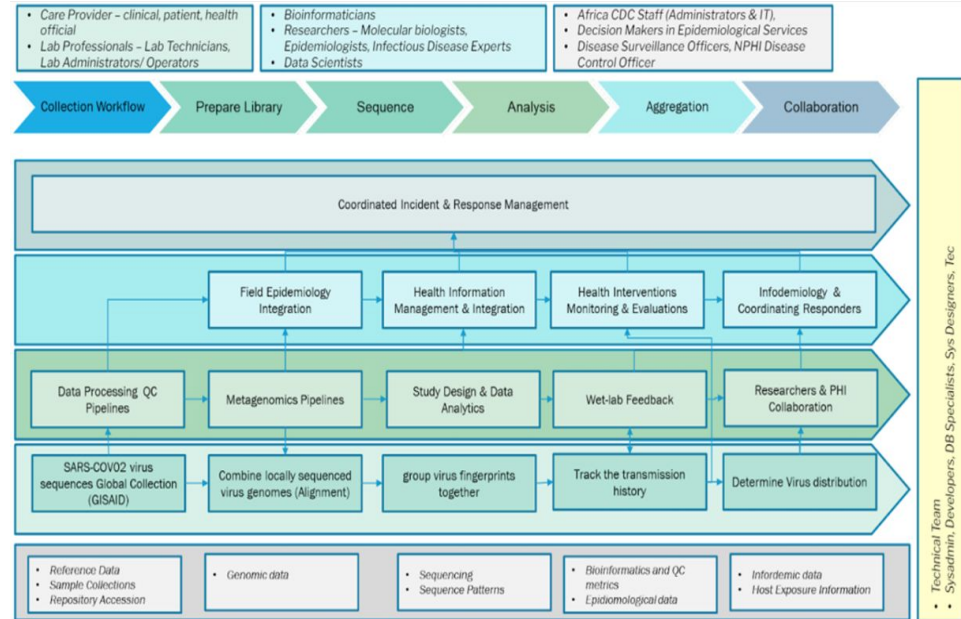 • Care Provider – clinical, patient, health
official
• Lab Professionals – Lab Technicians,
Lab Administrators/ Operators
• Bioinformaticians
• Researchers – Molecular biologists,
Epidemiologists, Infectious Disease Experts
• Data Scientists
• Africa CDC Staff (Administrators & IT),
• Decision Makers in Epidemiological Services
• Disease Surveillance Officers, NPHI Disease
Control Officer
Collection Workflow
Prepare Library
Sequence
Analysis
Aggregation
Collaboration
Coordinated Incident & Response Management
Field Epidemiology
Integration
Health Information
Management & Integration
Health Interventions
Monitoring & Evaluations
Infodemiology &
Coordinating Responders
Data Processing QC
Pipelines
Metagenomics Pipelines
Study Design & Data
Analytics
Wet-lab Feedback
Researchers & PHI
Collaboration
SARS-COV02 virus
sequences Global Collection
(GISAID)
Combine locally sequenced
virus genomes (Alignment)
group virus fingerprints
together
Track the transmission
history
Determine Virus distribution
• Reference Data
• Sample Collections
• Repository Accession
• Genomic data
• Sequencing
• Sequence Patterns
• Bioinformatics and QC
metrics
• Epidiomological data
• Infordemic data
• Host Exposure Information
• Technical Team
• Sysadmin, Developers, DB Specialists, Sys Designers, Tec